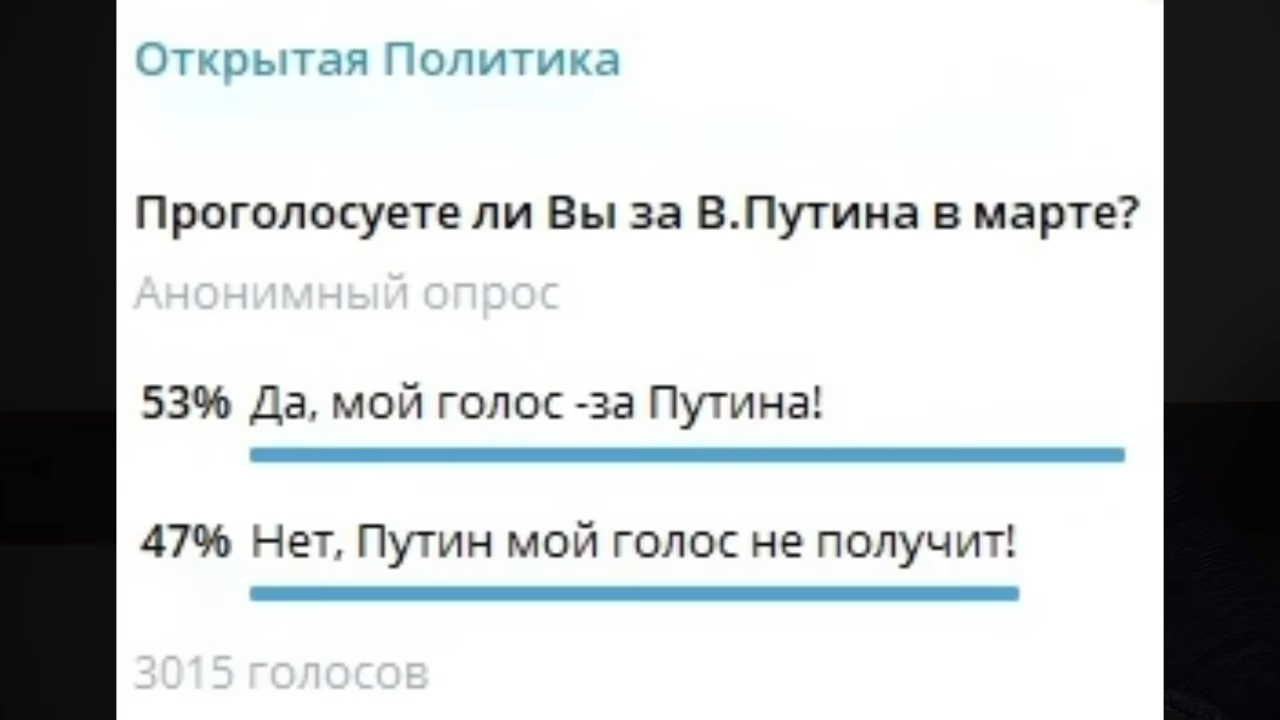 Открытая Политика
Проголосуете ли Вы за В.Путина в марте?
Анонимный опрос
53% Да, мой голос -за Путина!
47% Нет, Путин мой голос не получит!
3015 голосов